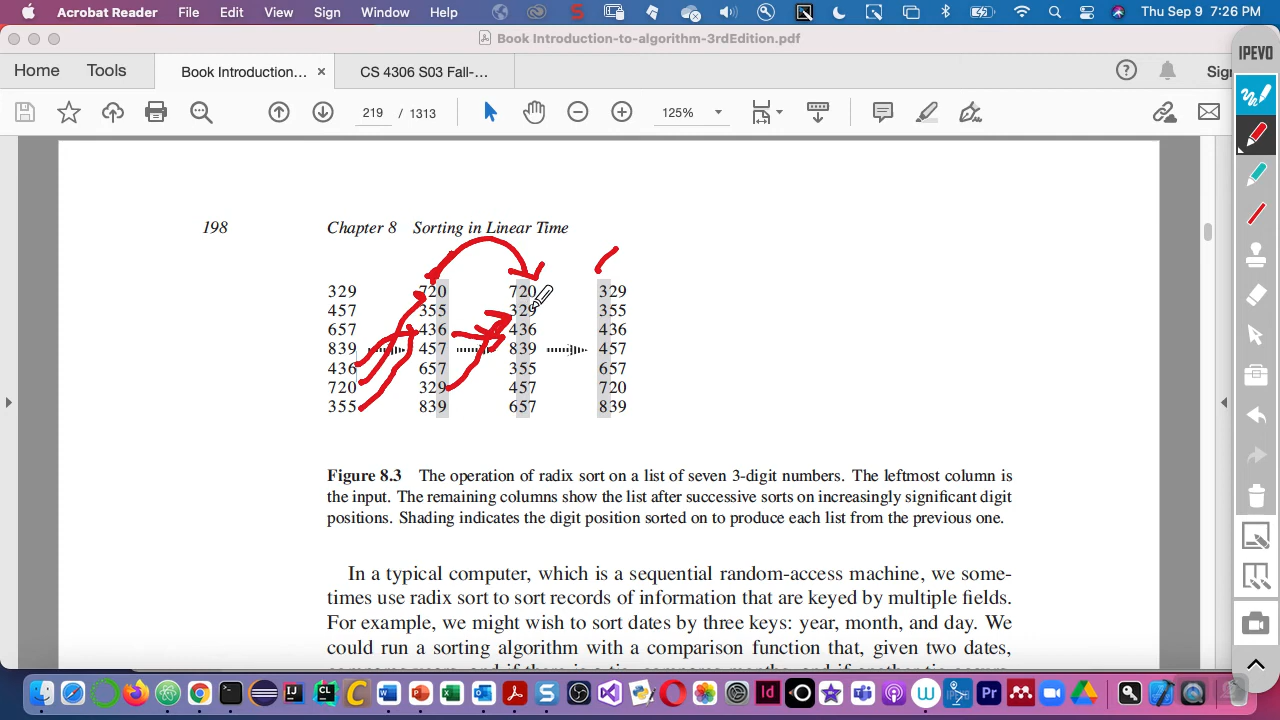 Acrobat Reader File Edit View Sign Window Help Thu Sep 9 7:26 PM
Book Introduction-to-algorithm-3rdEdition.pdf
IPEVO
Home Tools Book Introduction... × CS 4306 S03 Fall-... Sign
219 / 1313 125%
198 Chapter 8 Sorting in Linear Time
329 720 720 329
457 355 329 355
657 436 436 436
839 457 839 457
436 657 355 657
720 329 457 720
355 839 657 839
Figure 8.3 The operation of radix sort on a list of seven 3-digit numbers. The leftmost column is
the input. The remaining columns show the list after successive sorts on increasingly significant digit
positions. Shading indicates the digit position sorted on to produce each list from the previous one.
In a typical computer, which is a sequential random-access machine, we some-
times use radix sort to sort records of information that are keyed by multiple fields.
For example, we might wish to sort dates by three keys: year, month, and day. We
could run a sorting algorithm with a comparison function that, given two dates,